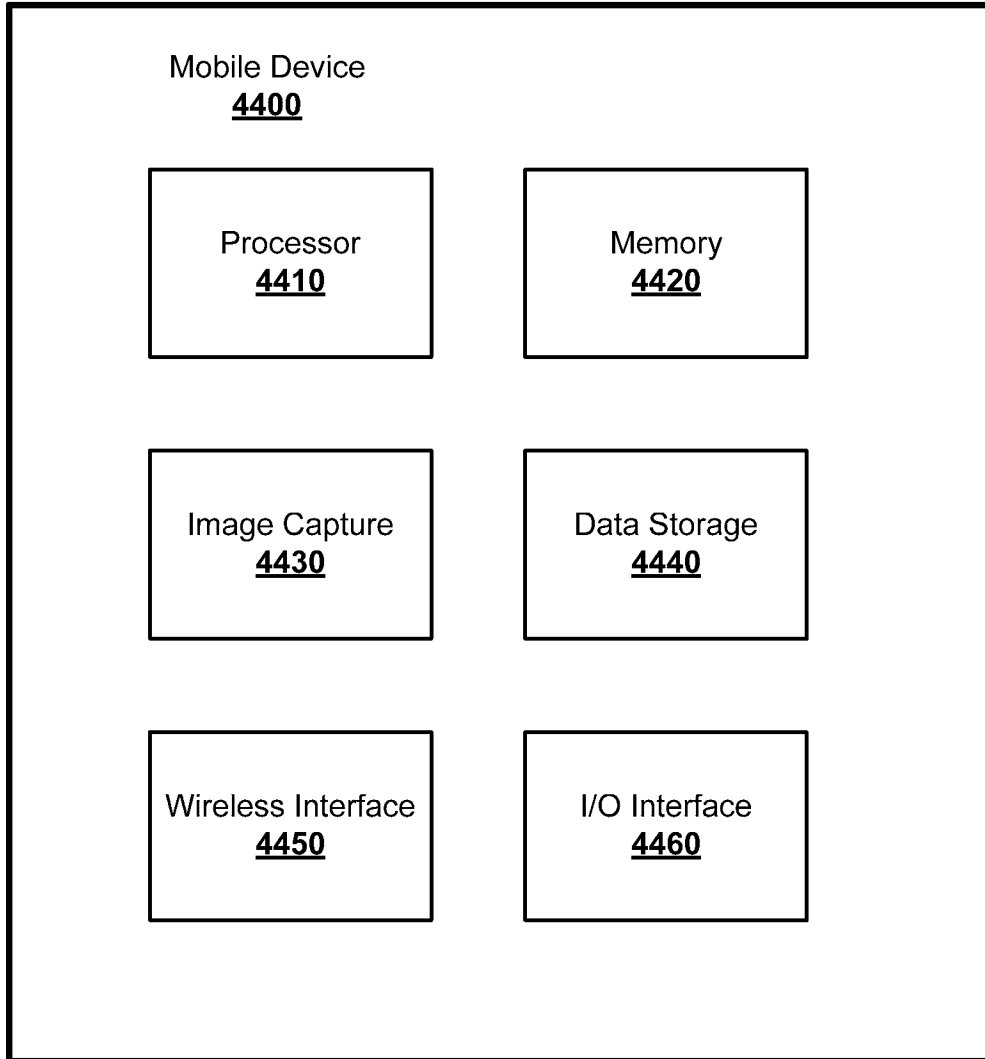 Mobile Device
4400
Processor
4410
Memory
4420
Image Capture
4430
Data Storage
4440
Wireless Interface
4450
I/O Interface
4460